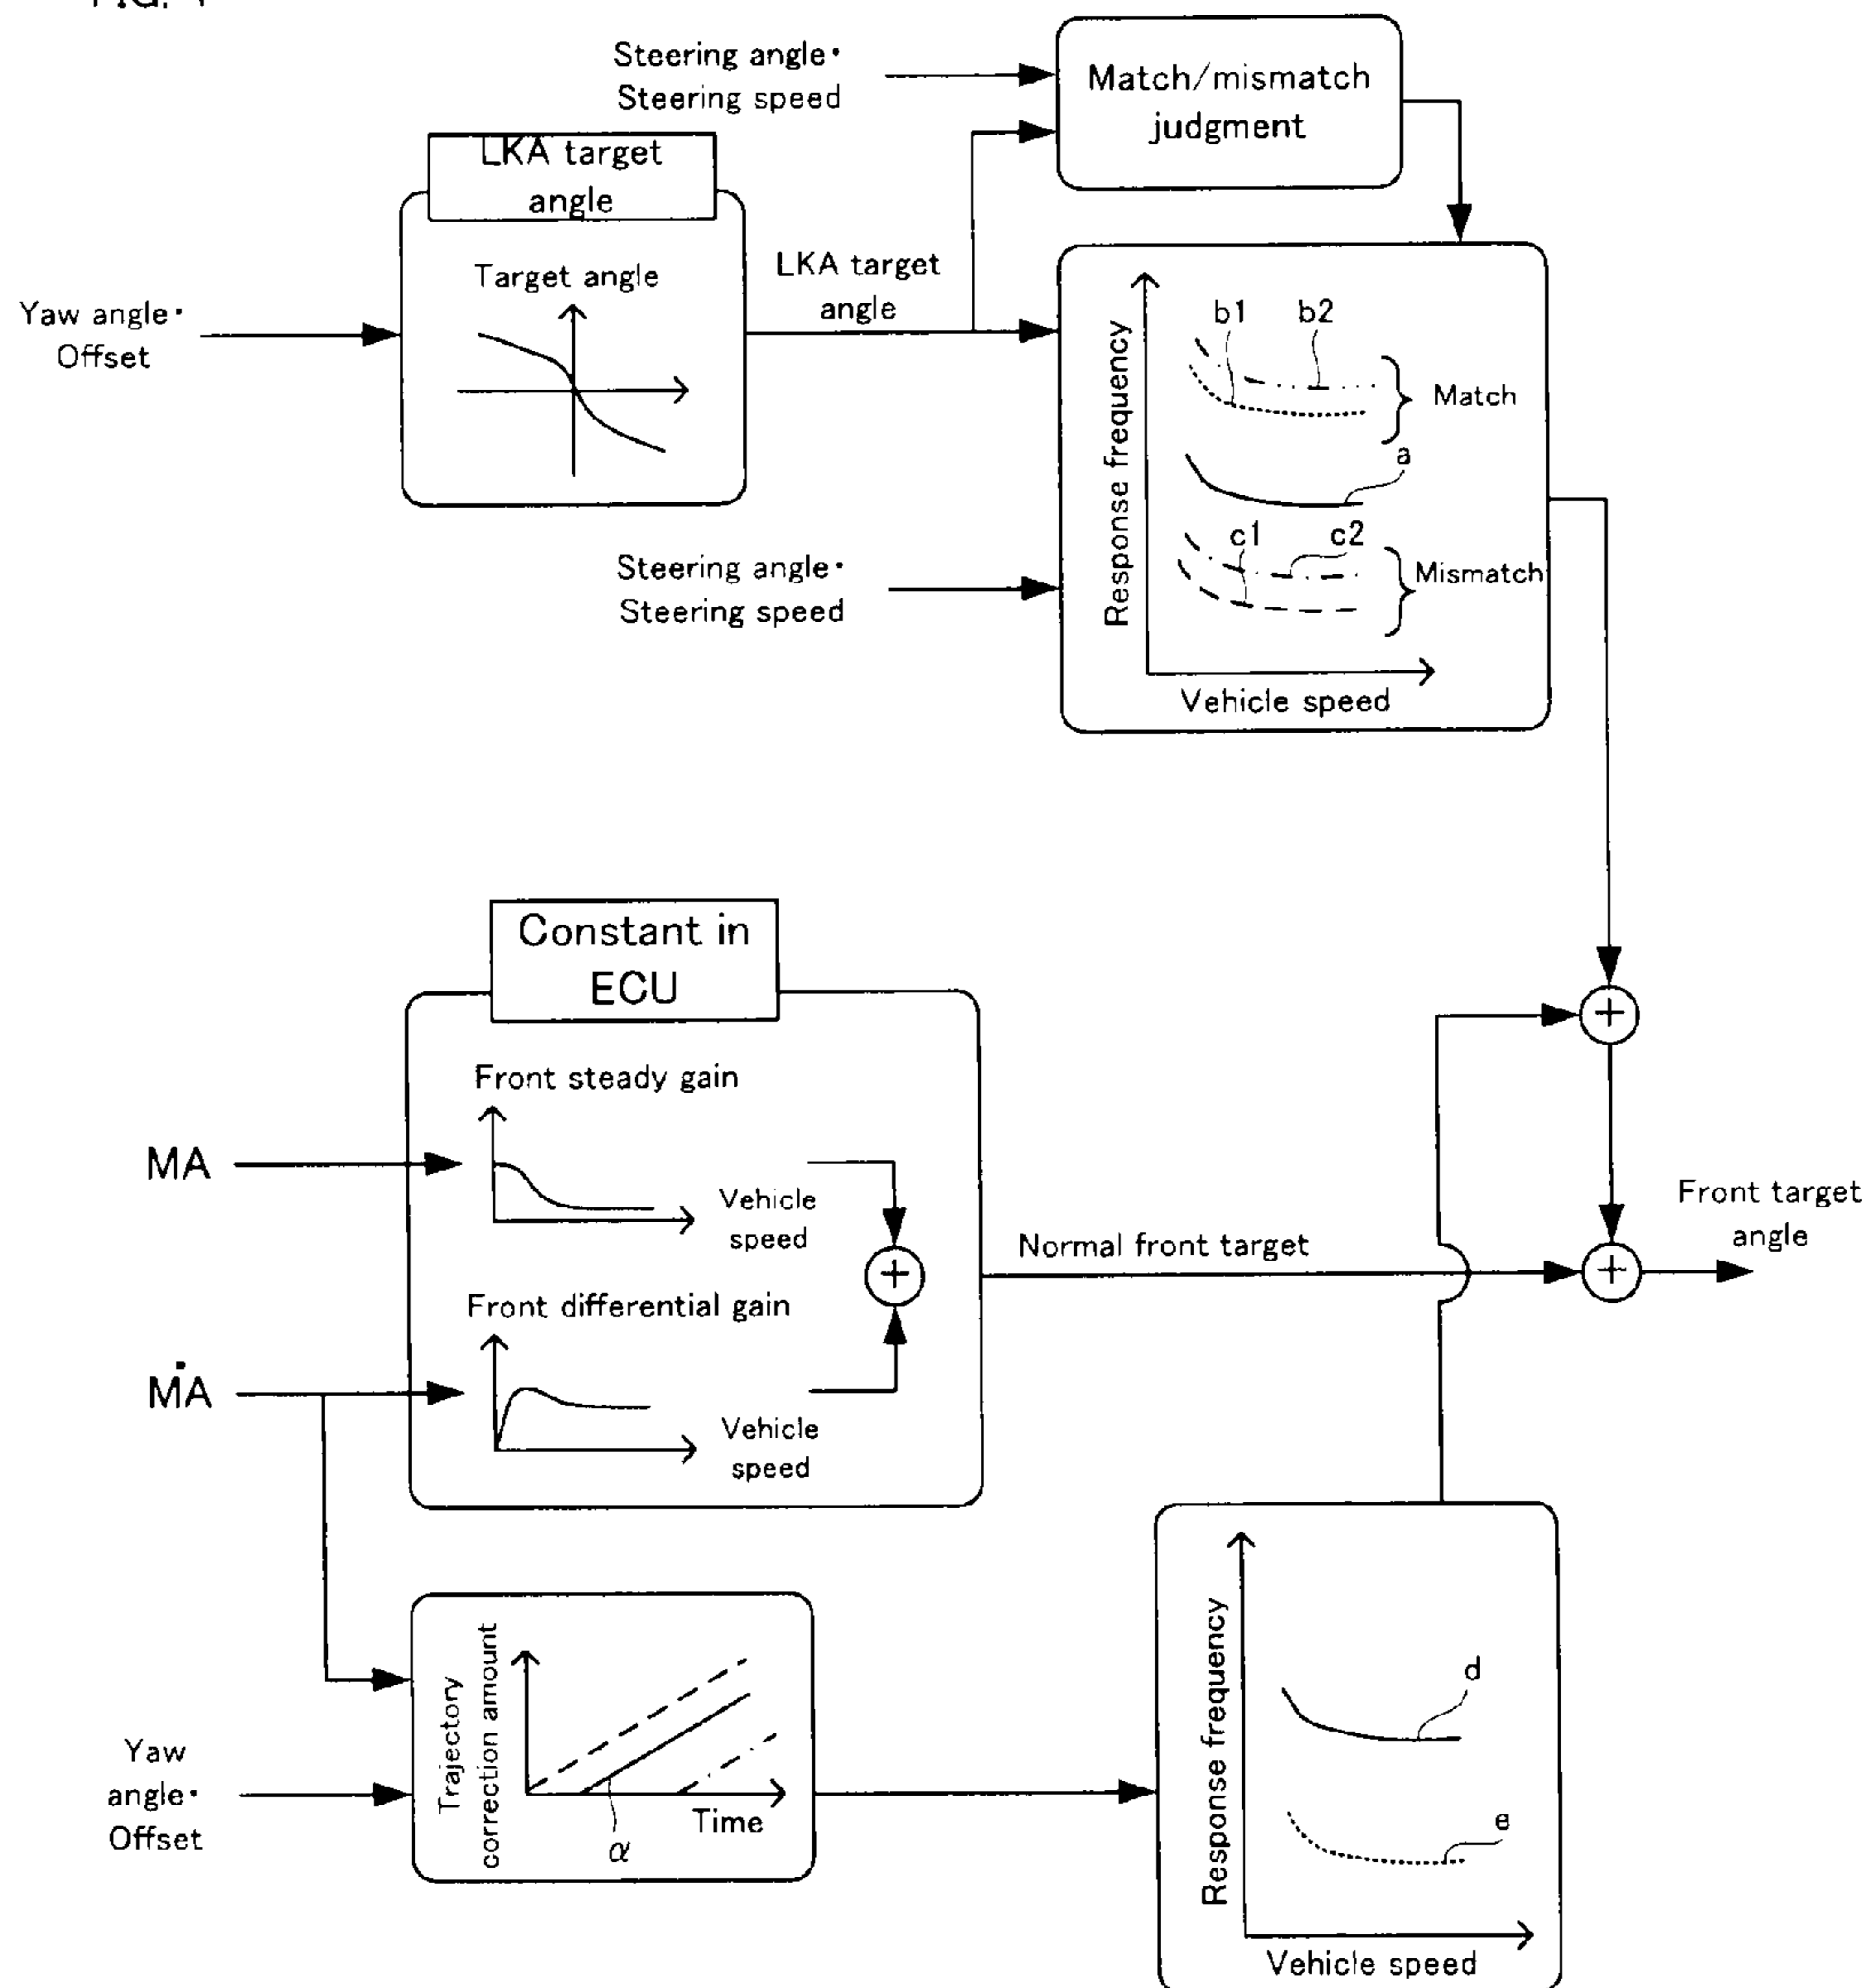 Steering angle・
Steering speed
Match/mismatch
judgment
LKA target
angle
Target angle
LKA target
angle
Yaw angle・
Offset
Response frequency
b1
b2
Match
a
c1
c2
Mismatch
Vehicle speed
Steering angle・
Steering speed
Constant in
ECU
Front steady gain
MA
Vehicle
speed
+
+
Normal front target
+
Front target
angle
Front differential gain
ṀA
Vehicle
speed
Trajectory
correction amount
α
Time
Yaw
angle・
Offset
Response frequency
d
e
Vehicle speed